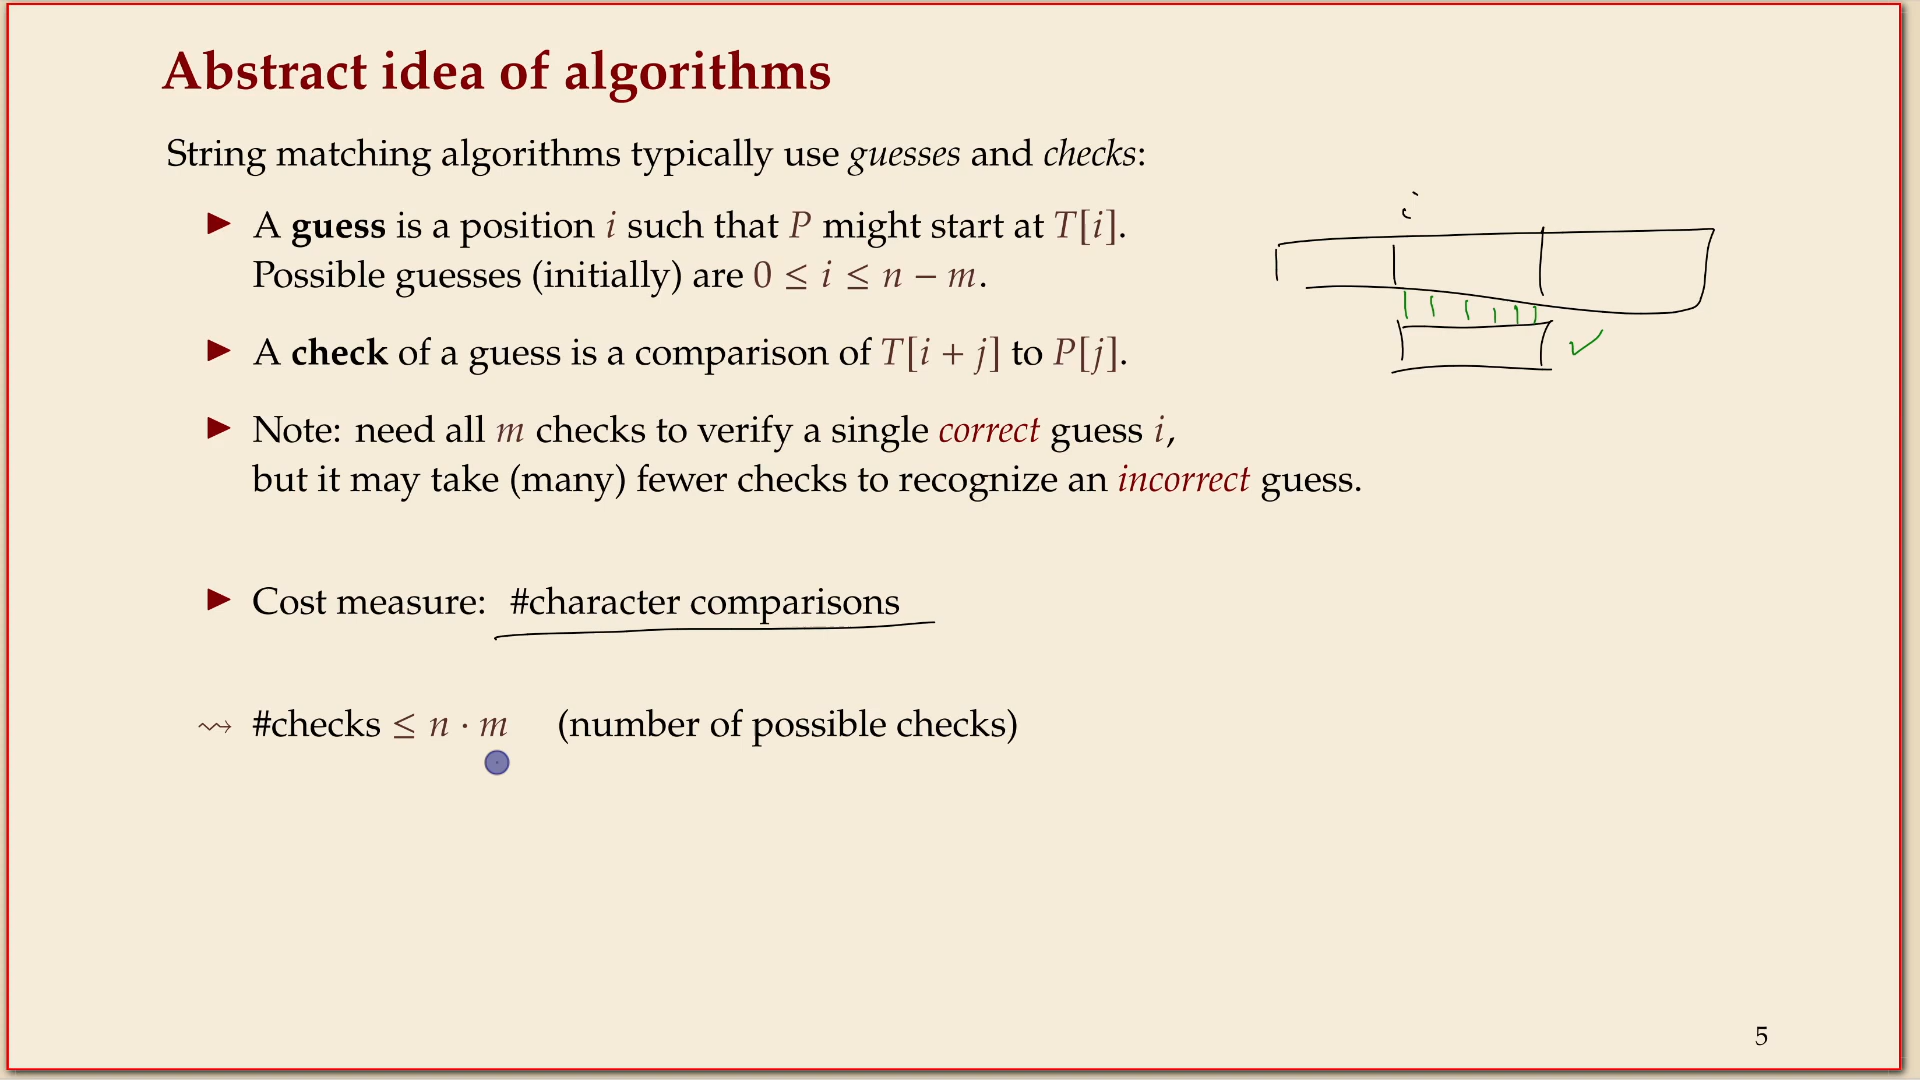 Abstract idea of algorithms
String matching algorithms typically use guesses and checks:
▶ A guess is a position i such that P might start at T[i].
Possible guesses (initially) are 0 ≤ i ≤ n − m.
▶ A check of a guess is a comparison of T[i + j] to P[j].
▶ Note: need all m checks to verify a single correct guess i,
but it may take (many) fewer checks to recognize an incorrect guess.
▶ Cost measure: #character comparisons
⇝ #checks ≤ n · m (number of possible checks)
i
5